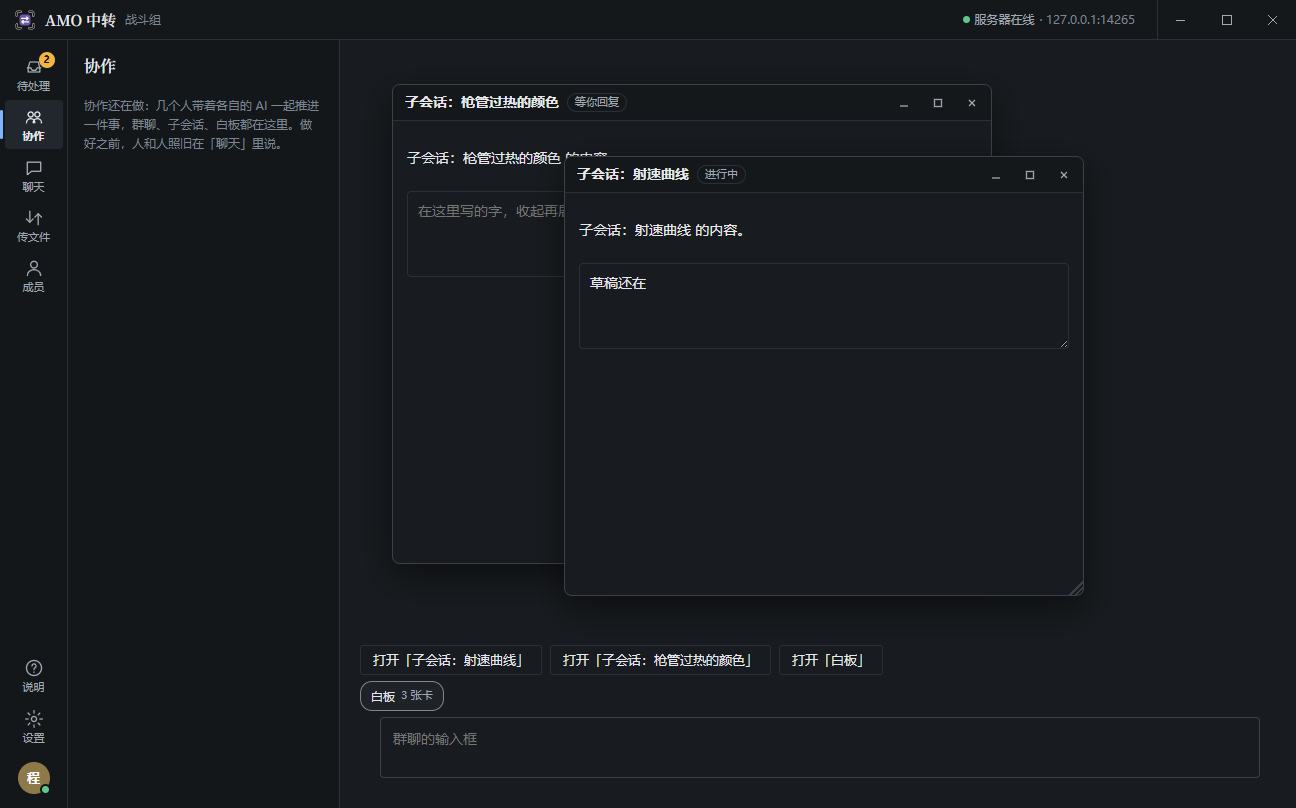 AMO 中转 战斗组
服务器在线 · 127.0.0.1:14265
2
待处理
协作
聊天
传文件
成员
说明
设置
程
协作
协作还在做：几个人带着各自的 AI 一起推进
一件事，群聊、子会话、白板都在这里。做
好之前，人和人照旧在「聊天」里说。
子会话：枪管过热的颜色 等你回复
子会话：枪管过热的颜色 的内容
在这里写的字，收起再展
子会话：射速曲线 进行中
子会话：射速曲线 的内容。
草稿还在
打开「子会话：射速曲线」 打开「子会话：枪管过热的颜色」 打开「白板」
白板 3 张卡
群聊的输入框